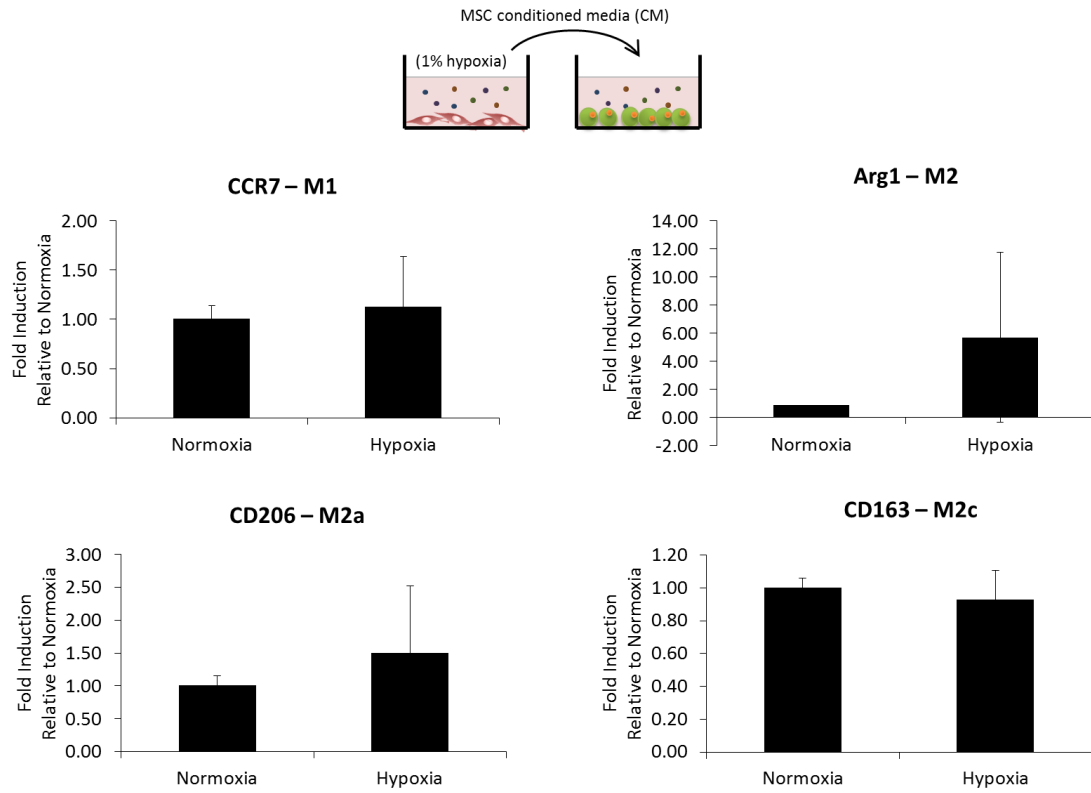 MSC conditioned media (CM)
(1% hypoxia)
CCR7 – M1
Fold Induction
Relative to Normoxia
2.00
1.50
1.00
0.50
0.00
Normoxia
Hypoxia
Arg1 – M2
Fold Induction
Relative to Normoxia
14.00
12.00
10.00
8.00
6.00
4.00
2.00
0.00
-2.00
Normoxia
Hypoxia
CD206 – M2a
Fold Induction
Relative to Normoxia
3.00
2.50
2.00
1.50
1.00
0.50
0.00
Normoxia
Hypoxia
CD163 – M2c
Fold Induction
Relative to Normoxia
1.20
1.00
0.80
0.60
0.40
0.20
0.00
Normoxia
Hypoxia